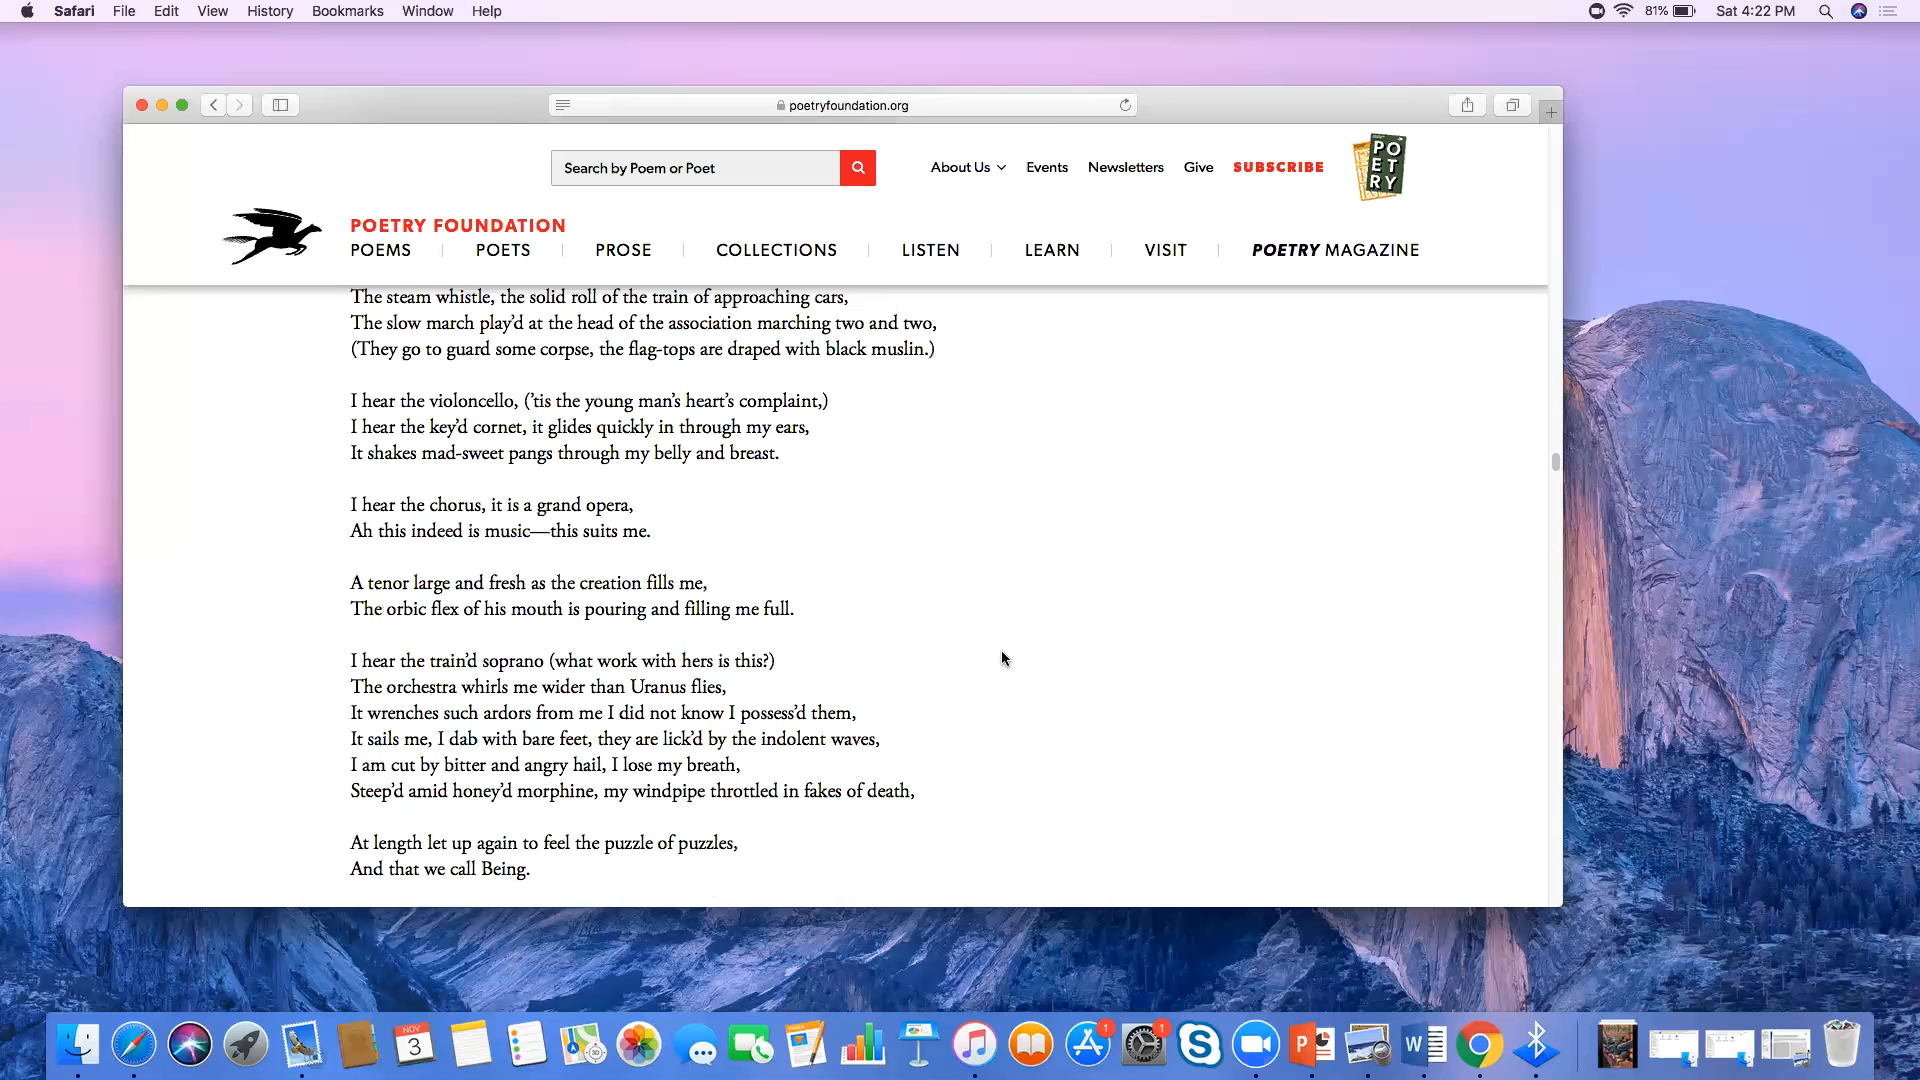 Safari File Edit View History Bookmarks Window Help 81% Sat 4:22 PM
poetryfoundation.org
Search by Poem or Poet About Us Events Newsletters Give SUBSCRIBE
PO
ET
RY
POETRY FOUNDATION
POEMS POETS PROSE COLLECTIONS LISTEN LEARN VISIT POETRY MAGAZINE
The steam whistle, the solid roll of the train of approaching cars,
The slow march play’d at the head of the association marching two and two,
(They go to guard some corpse, the flag-tops are draped with black muslin.)
I hear the violoncello, (’tis the young man’s heart’s complaint,)
I hear the key’d cornet, it glides quickly in through my ears,
It shakes mad-sweet pangs through my belly and breast.
I hear the chorus, it is a grand opera,
Ah this indeed is music—this suits me.
A tenor large and fresh as the creation fills me,
The orbic flex of his mouth is pouring and filling me full.
I hear the train’d soprano (what work with hers is this?)
The orchestra whirls me wider than Uranus flies,
It wrenches such ardors from me I did not know I possess’d them,
It sails me, I dab with bare feet, they are lick’d by the indolent waves,
I am cut by bitter and angry hail, I lose my breath,
Steep’d amid honey’d morphine, my windpipe throttled in fakes of death,
At length let up again to feel the puzzle of puzzles,
And that we call Being.
NOV
3
3D
1
1
P
W